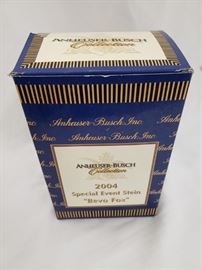 ANHEUSER-BUSCH
Collection
Anheuser-Busch, Inc.
Anheuser-Busch, Inc.
ANHEUSER-BUSCH
Collection
2004
Special Event Stein
"Bevo Fox"